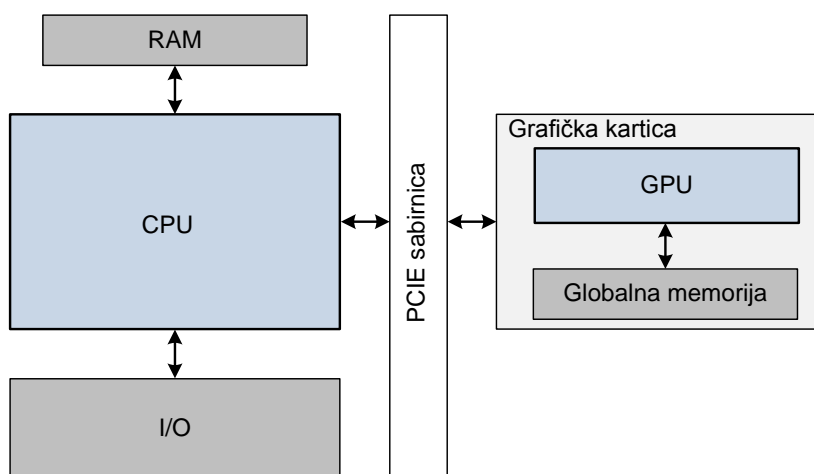 RAM
CPU
I/O
PCIE sabirnica
Grafička kartica
GPU
Globalna memorija